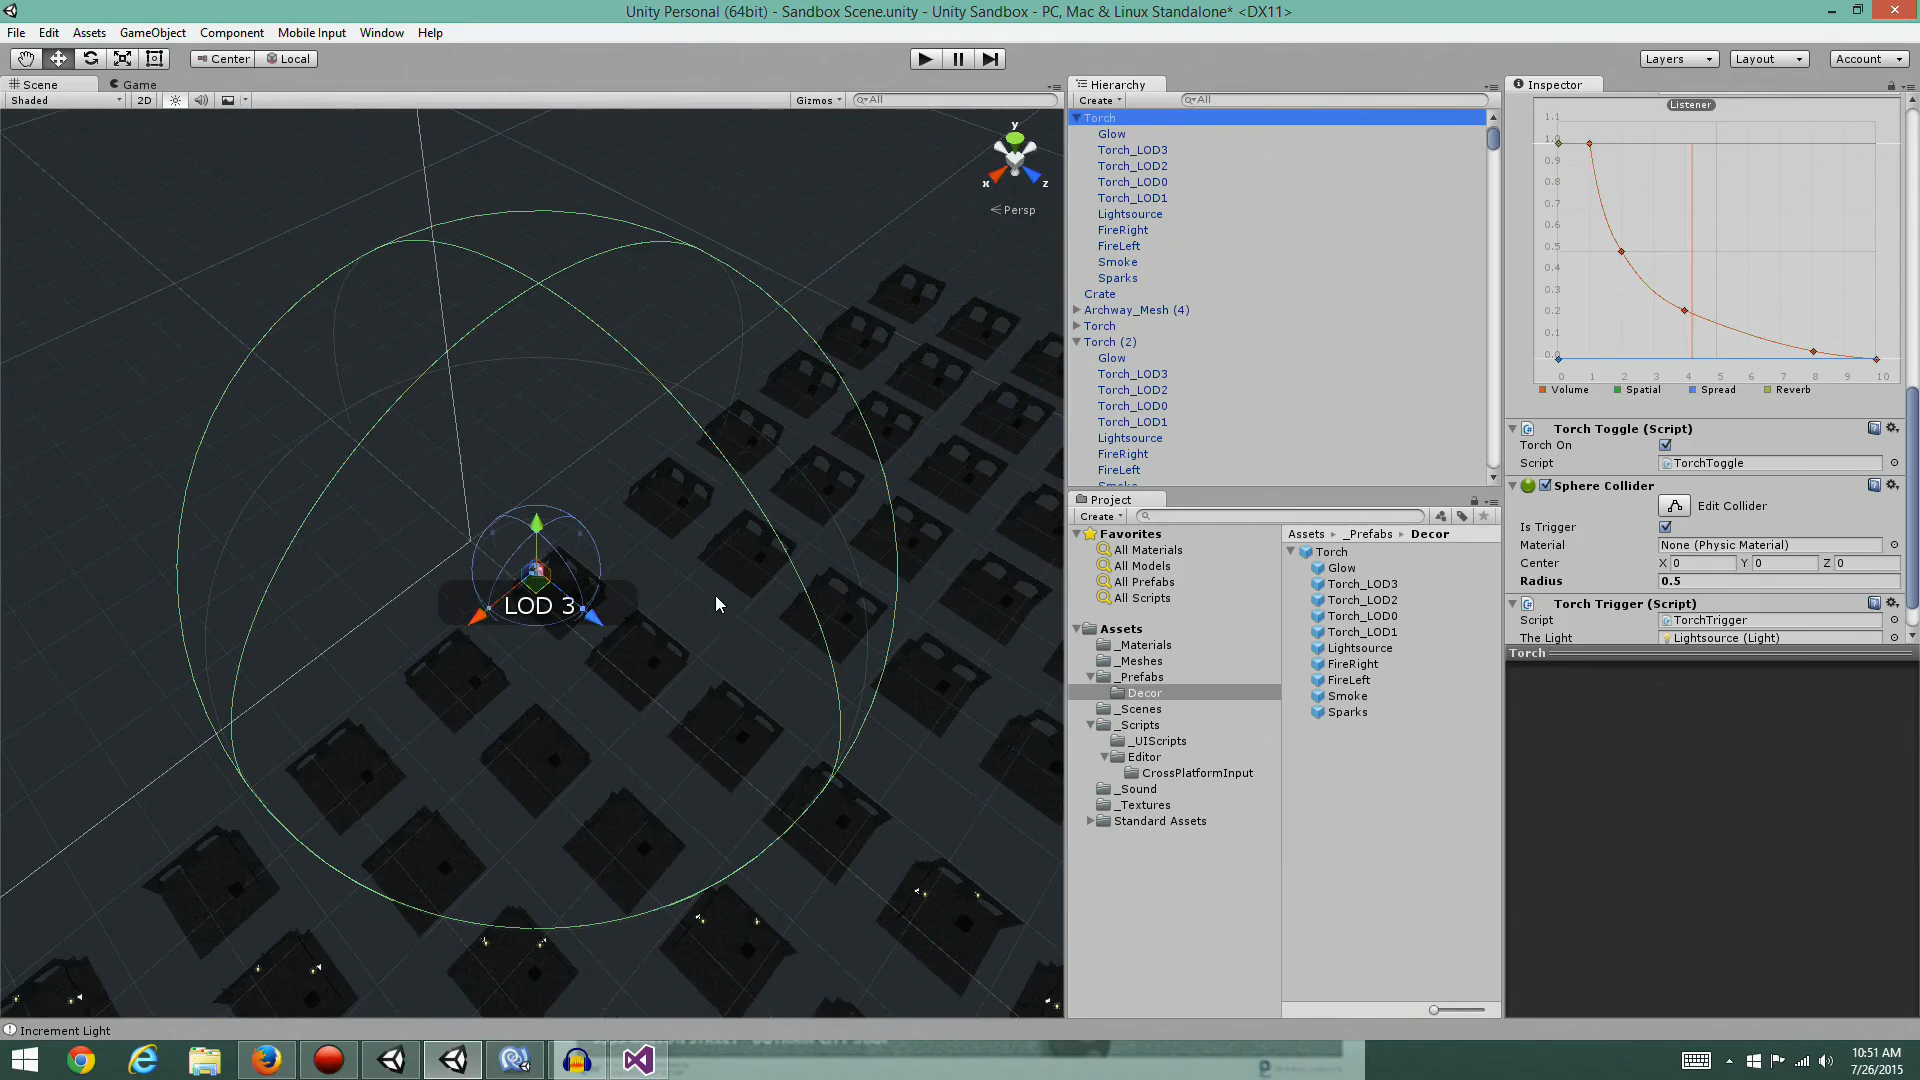 Unity Personal (64bit) - Sandbox Scene.unity - Unity Sandbox - PC, Mac & Linux Standalone* <DX11>
File Edit Assets GameObject Component Mobile Input Window Help
Center Local Layers Layout Account
Scene Game
Shaded 2D Gizmos All
y
x z
Persp
LOD 3
Hierarchy
Create All
Torch
Glow
Torch_LOD3
Torch_LOD2
Torch_LOD0
Torch_LOD1
Lightsource
FireRight
FireLeft
Smoke
Sparks
Crate
Archway_Mesh (4)
Torch
Torch (2)
Glow
Torch_LOD3
Torch_LOD2
Torch_LOD0
Torch_LOD1
Lightsource
FireRight
FireLeft
Smoke
Project
Create
Favorites
All Materials
All Models
All Prefabs
All Scripts
Assets
_Materials
_Meshes
_Prefabs
Decor
_Scenes
_Scripts
_UIScripts
Editor
CrossPlatformInput
_Sound
_Textures
Standard Assets
Assets _Prefabs Decor
Torch
Glow
Torch_LOD3
Torch_LOD2
Torch_LOD0
Torch_LOD1
Lightsource
FireRight
FireLeft
Smoke
Sparks
Inspector
Listener
1.1
1.0
0.9
0.8
0.7
0.6
0.5
0.4
0.3
0.2
0.1
0.0
0 1 2 3 4 5 6 7 8 9 10
Volume Spatial Spread Reverb
Torch Toggle (Script)
Torch On
Script TorchToggle
Sphere Collider
Edit Collider
Is Trigger
Material None (Physic Material)
Center X 0 Y 0 Z 0
Radius 0.5
Torch Trigger (Script)
Script TorchTrigger
The Light Lightsource (Light)
Torch
Increment Light
10:51 AM
7/26/2015